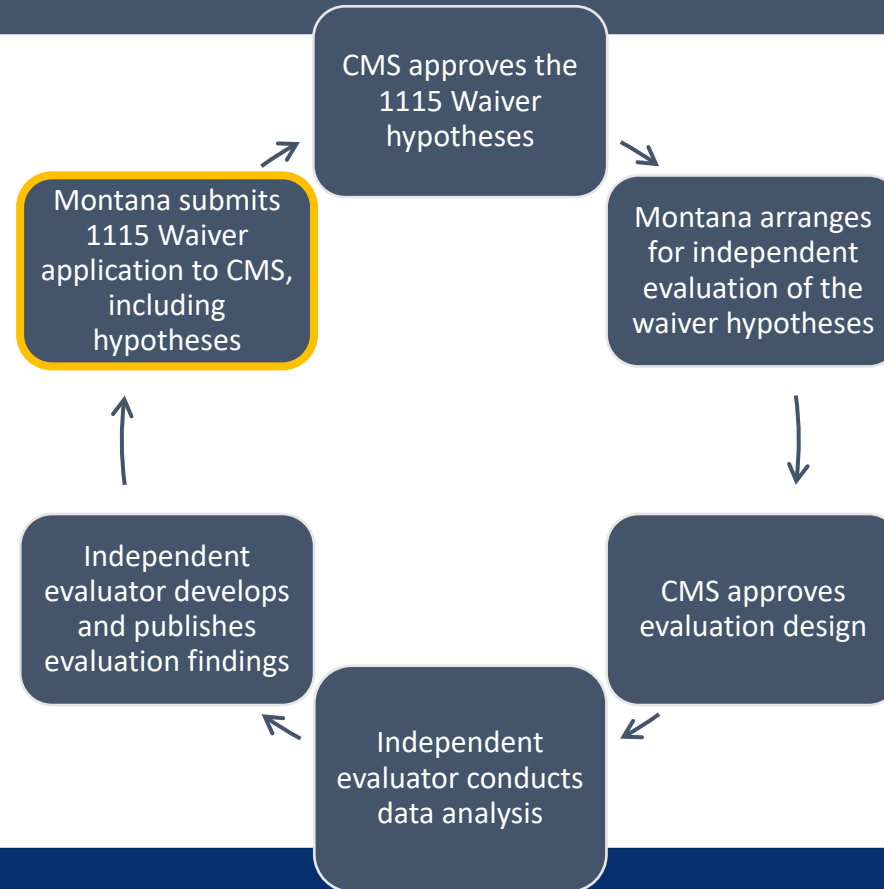 CMS approves the
1115 Waiver
hypotheses
Montana submits
1115 Waiver
application to CMS,
including
hypotheses
Montana arranges
for independent
evaluation of the
waiver hypotheses
Independent
evaluator develops
and publishes
evaluation findings
CMS approves
evaluation design
Independent
evaluator conducts
data analysis